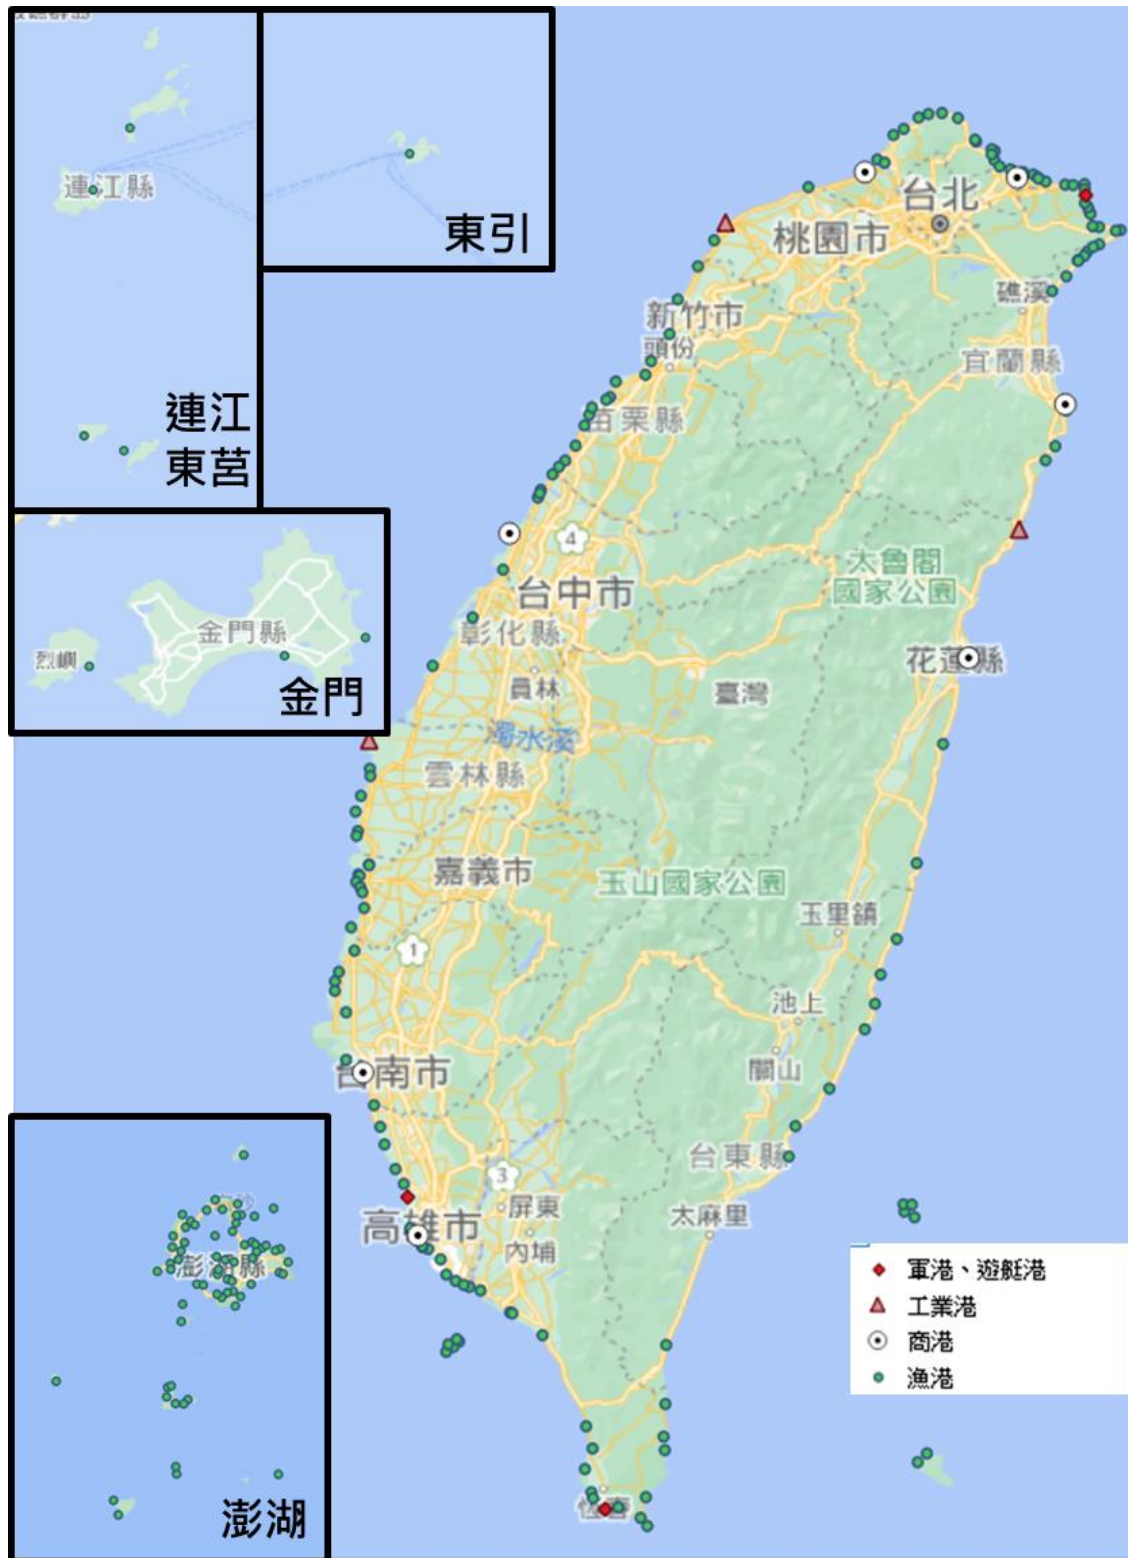 連江縣
東引
連江
東莒
金門縣
烈嶼
金門
台北
桃園市
礁溪
新竹市
頭份
宜蘭縣
苗栗縣
4
太魯閣
國家公園
台中市
彰化縣
花蓮縣
員林
臺灣
濁水溪
雲林縣
嘉義市
玉山國家公園
玉里鎮
1
池上
台南市
關山
台東縣
3
屏東
太麻里
高雄市
內埔
澎湖縣
軍港、遊艇港
工業港
商港
漁港
恆春
澎湖